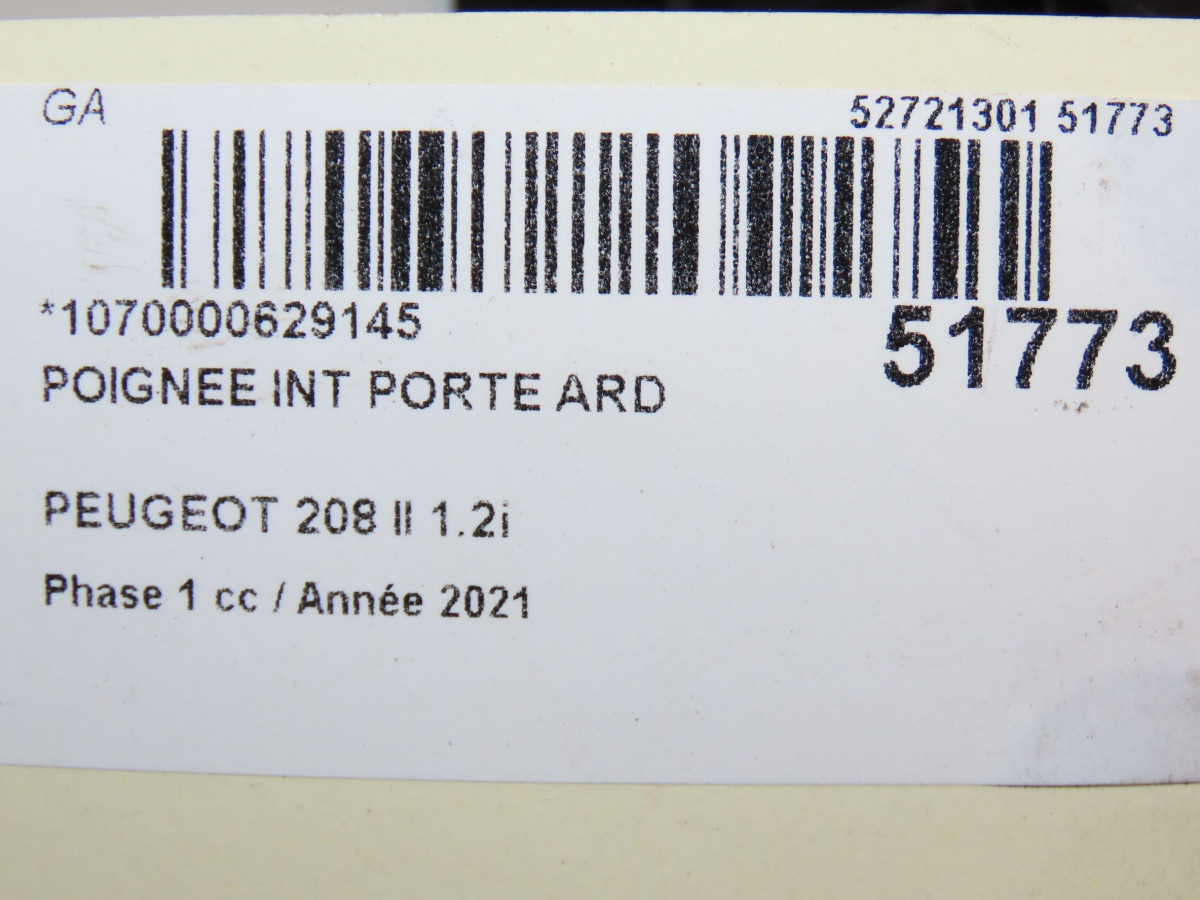 GA
52721301 51773
*1070000629145
51773
POIGNEE INT PORTE ARD
PEUGEOT 208 II 1.2i
Phase 1 cc / Année 2021